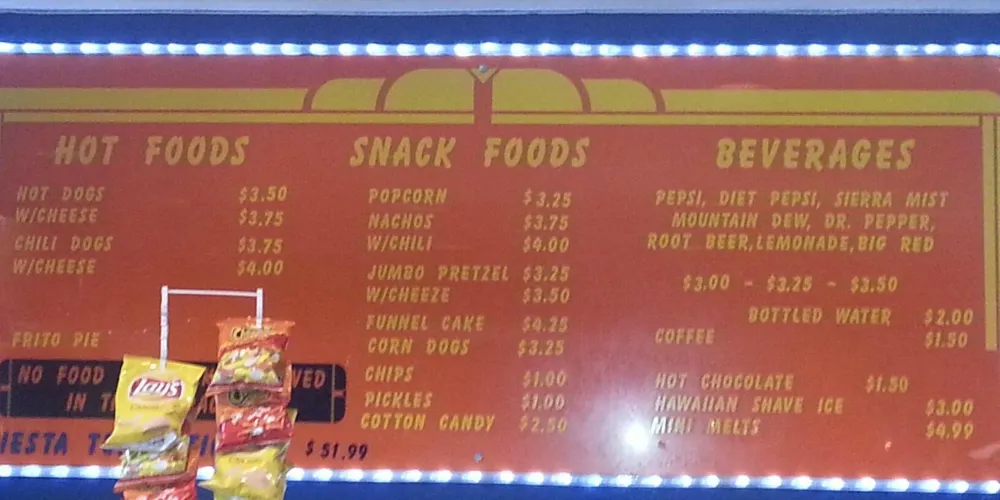 HOT FOODS
HOT DOGS $3.50
W/CHEESE $3.75
CHILI DOGS $3.75
W/CHEESE $4.00
FRITO PIE
NO FOOD
IN
Lay's
$51.99
SNACK FOODS
POPCORN $3.25
NACHOS $3.75
W/CHILI $4.00
JUMBO PRETZEL $3.25
W/CHEEZE $3.50
FUNNEL CAKE $4.25
CORN DOGS $3.25
CHIPS $1.00
PICKLES $1.00
COTTON CANDY $2.50
BEVERAGES
PEPSI, DIET PEPSI, SIERRA MIST
MOUNTAIN DEW, DR. PEPPER,
ROOT BEER,LEMONADE,BIG RED
$3.00 - $3.25 - $3.50
BOTTLED WATER $2.00
COFFEE $1.50
HOT CHOCOLATE $1.50
HAWAIIAN SHAVE ICE $3.00
MINI MELTS $4.99